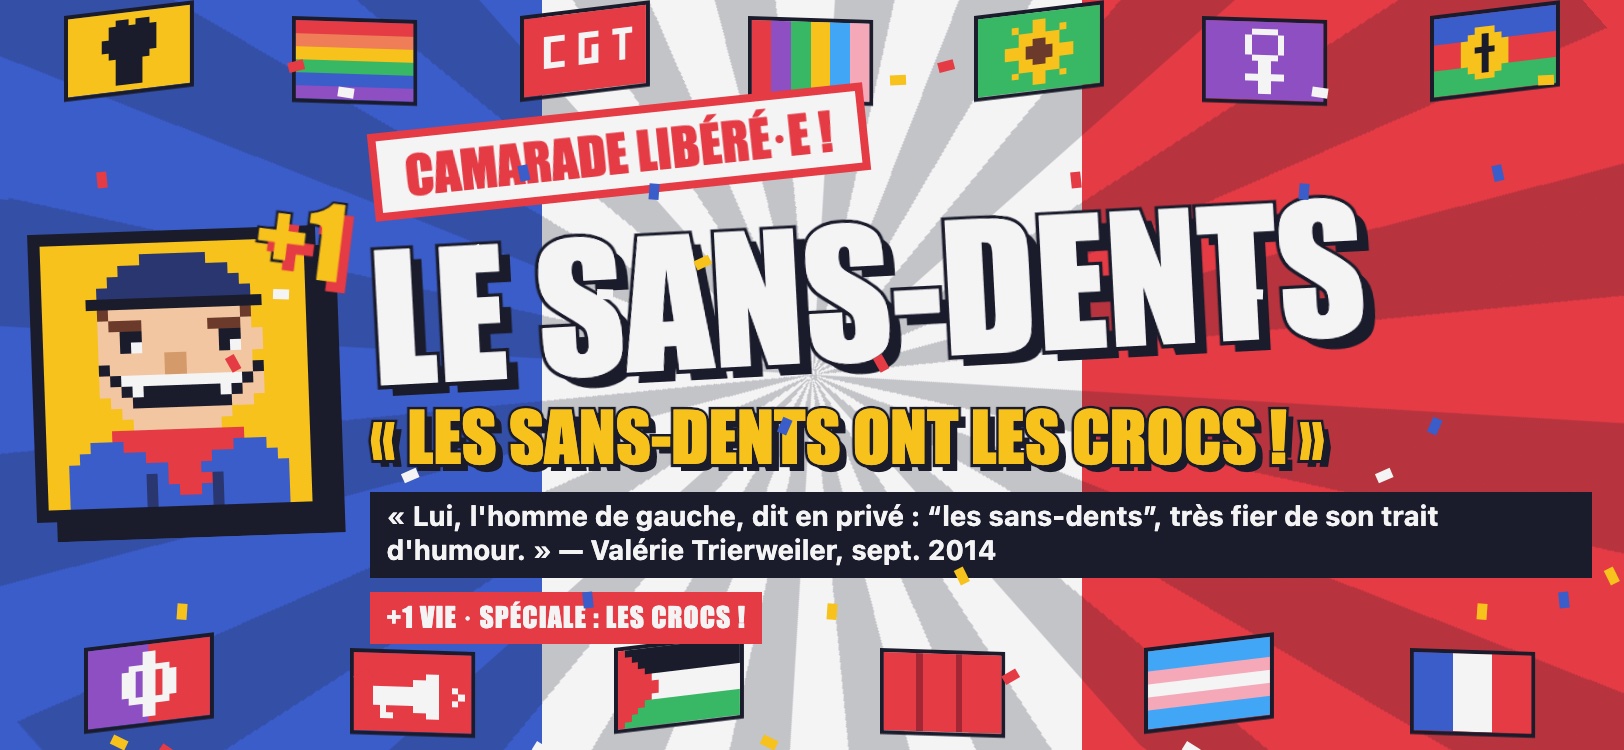 CGT
CAMARADE LIBÉRÉ·E !
+1
LE SANS-DENTS
« LES SANS-DENTS ONT LES CROCS ! »
« Lui, l'homme de gauche, dit en privé : “les sans-dents”, très fier de son trait
d'humour. » — Valérie Trierweiler, sept. 2014
+1 VIE · SPÉCIALE : LES CROCS !